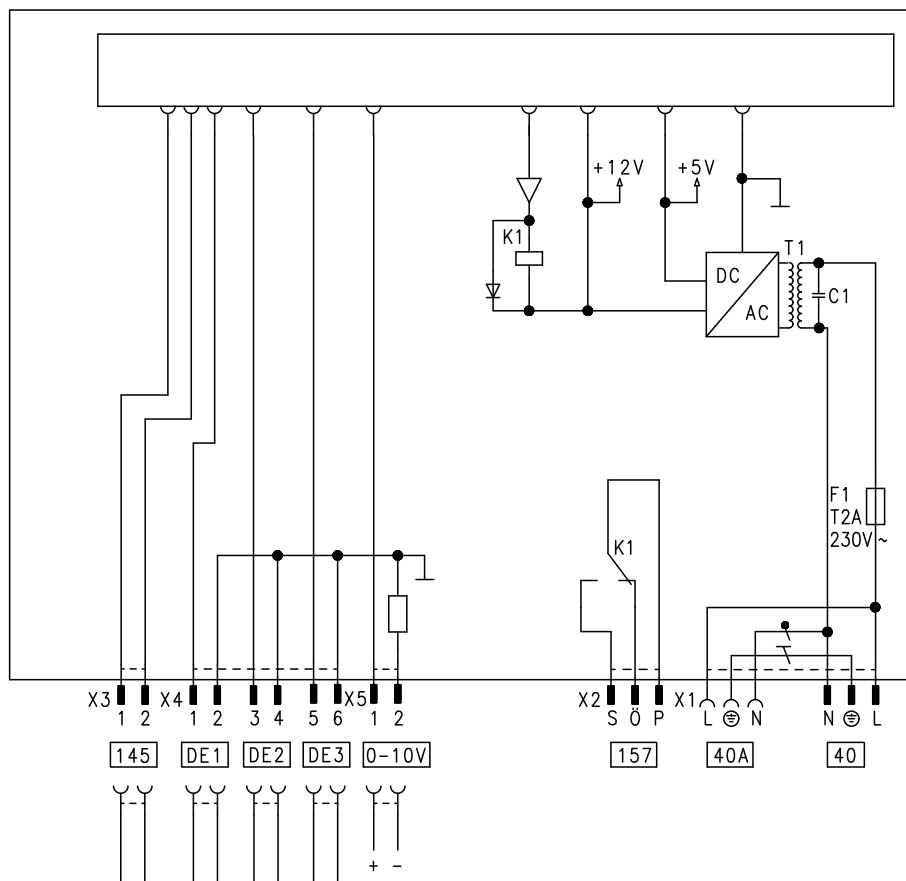 +12V +5V
K1
T1
DC
AC
C1
F1
T2A
230V ~
K1
X3 X4 X5 X2 X1
1 2 1 2 3 4 5 6 1 2 S Ö P L N N L
145 DE1 DE2 DE3 0-10V 157 40A 40
+ -